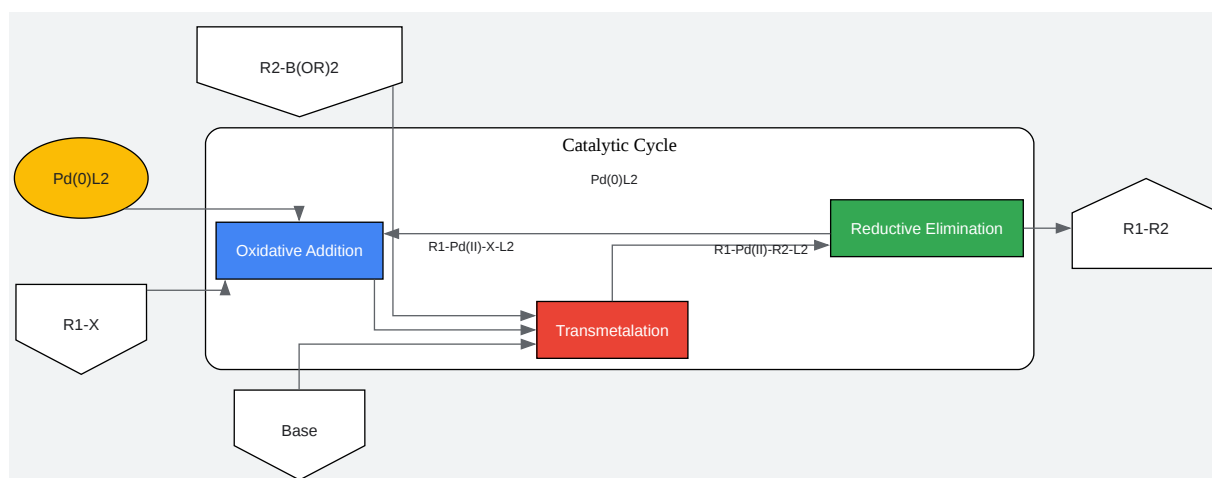 R2-B(OR)2
Catalytic Cycle
Pd(0)L2
Pd(0)L2
Oxidative Addition
R1-Pd(II)-X-L2
R1-Pd(II)-R2-L2
Reductive Elimination
R1-R2
R1-X
Transmetalation
Base